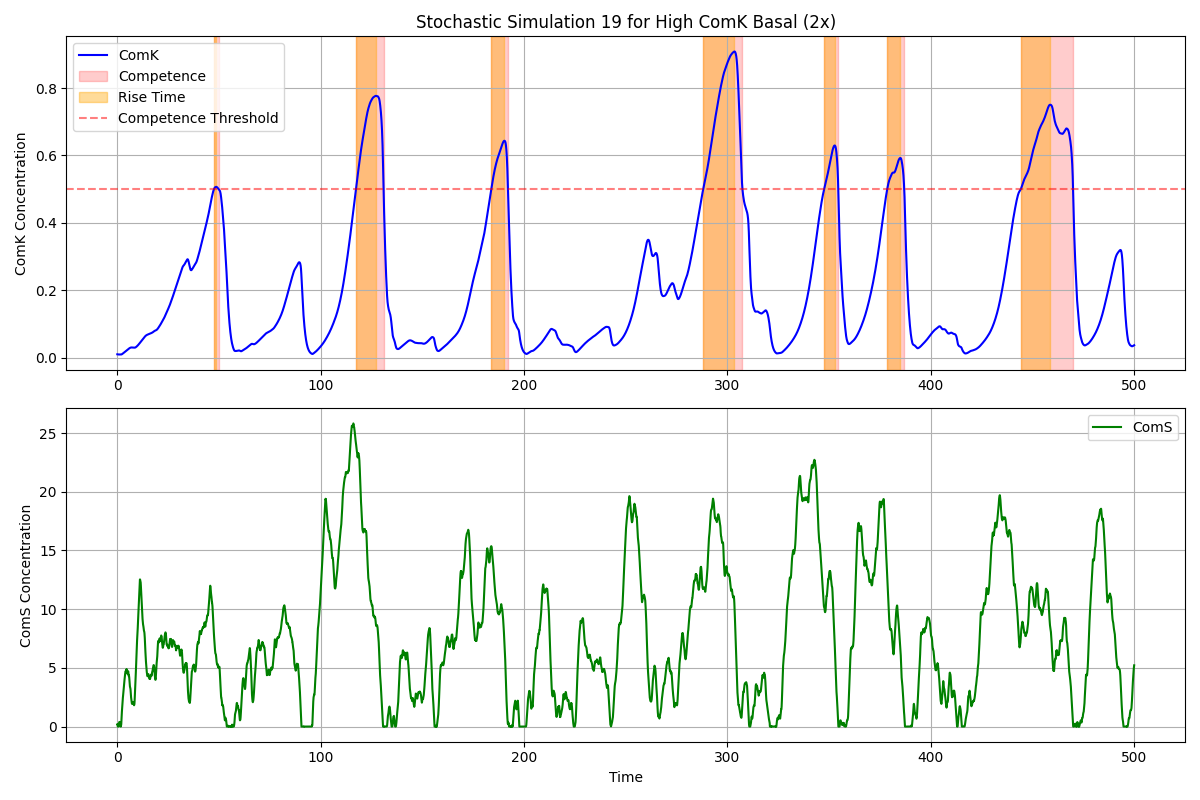 Stochastic Simulation 19 for High ComK Basal (2x)
ComK
Competence
Rise Time
Competence Threshold
ComK Concentration
0.8
0.6
0.4
0.2
0.0
0 100 200 300 400 500
ComS
ComS Concentration
25
20
15
10
5
0
0 100 200 300 400 500
Time